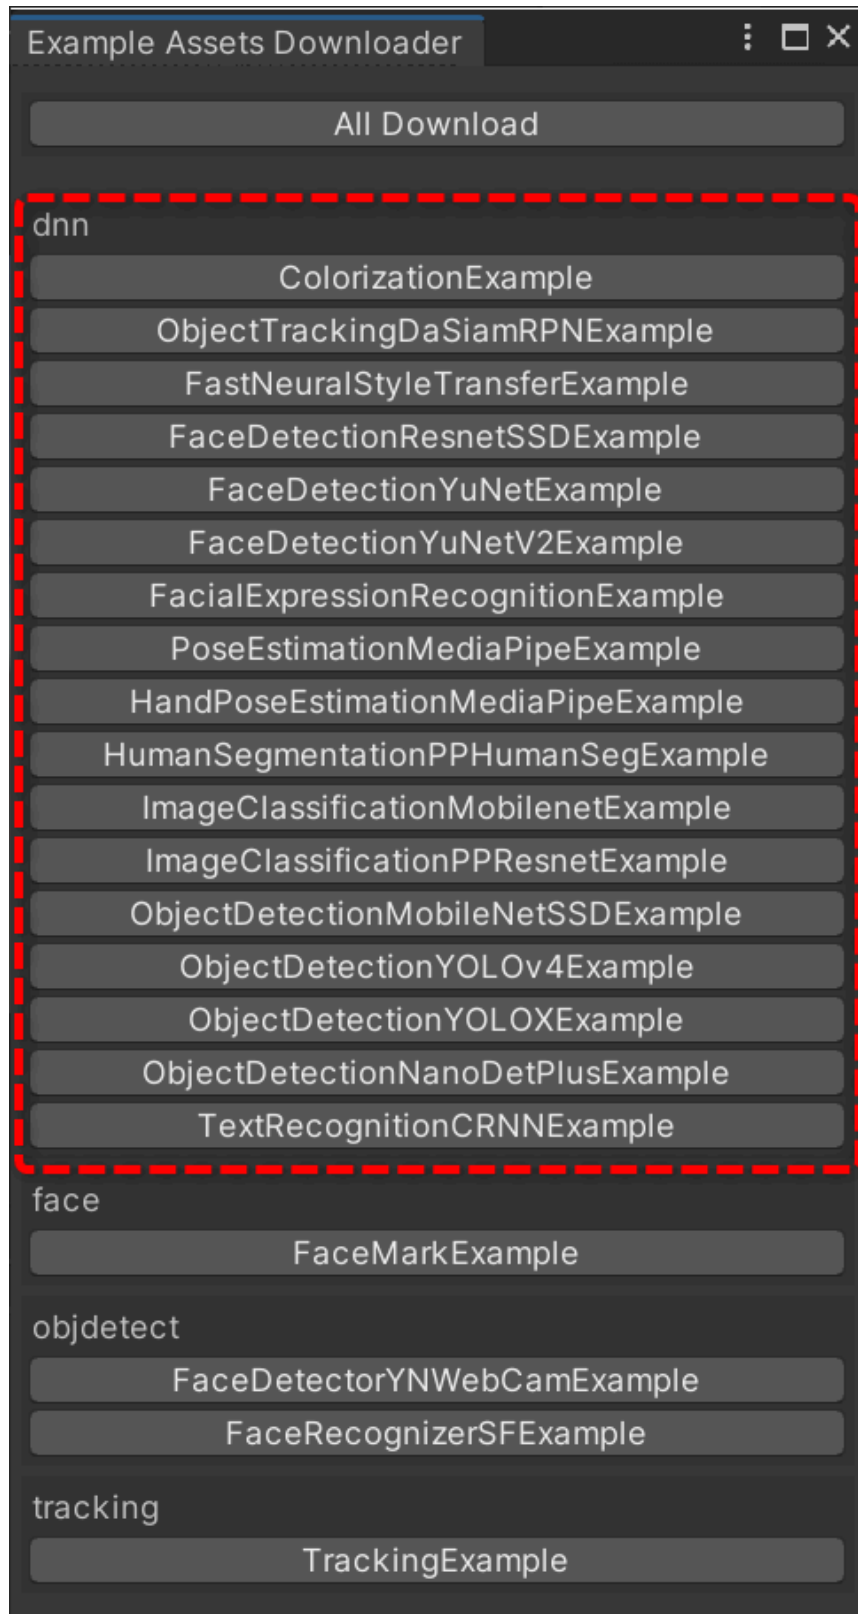 Example Assets Downloader
All Download
dnn
ColorizationExample
ObjectTrackingDaSiamRPNExample
FastNeuralStyleTransferExample
FaceDetectionResnetSSDExample
FaceDetectionYuNetExample
FaceDetectionYuNetV2Example
FacialExpressionRecognitionExample
PoseEstimationMediaPipeExample
HandPoseEstimationMediaPipeExample
HumanSegmentationPPHumanSegExample
ImageClassificationMobilenetExample
ImageClassificationPPResnetExample
ObjectDetectionMobileNetSSDExample
ObjectDetectionYOLOv4Example
ObjectDetectionYOLOXExample
ObjectDetectionNanoDetPlusExample
TextRecognitionCRNNExample
face
FaceMarkExample
objdetect
FaceDetectorYNWebCamExample
FaceRecognizerSFExample
tracking
TrackingExample